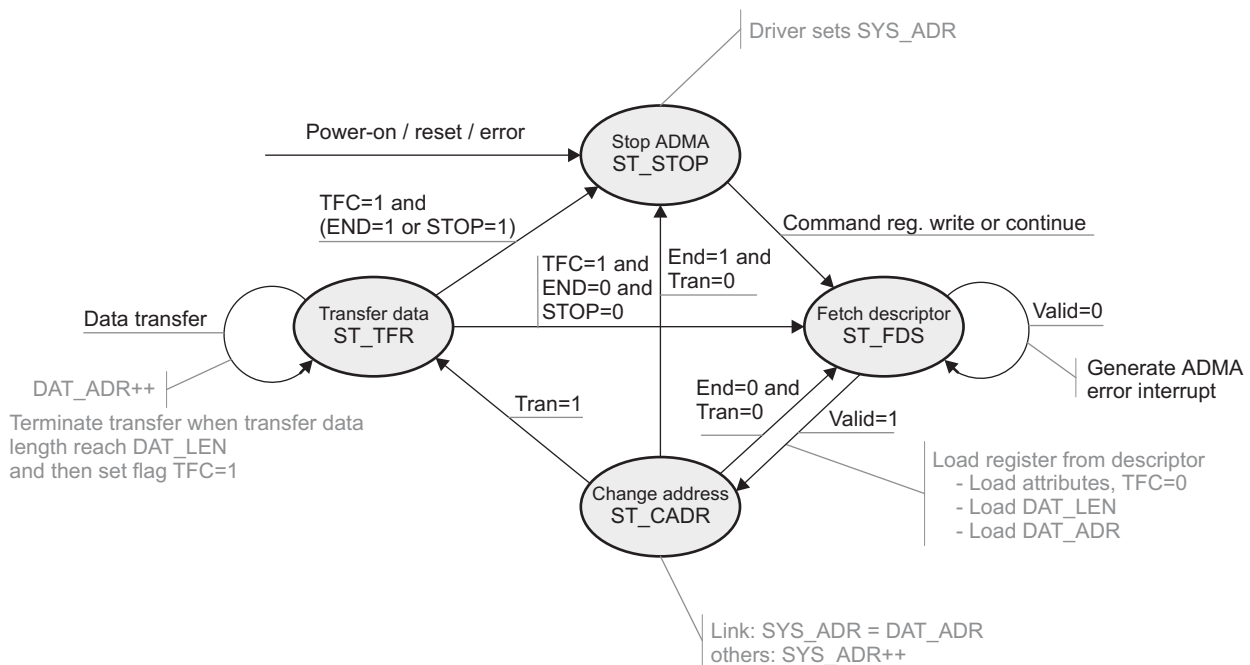 Driver sets SYS_ADR
Power-on / reset / error
Stop ADMA
ST_STOP
TFC=1 and
(END=1 or STOP=1)
Command reg. write or continue
TFC=1 and
END=0 and
STOP=0
End=1 and
Tran=0
Data transfer
Transfer data
ST_TFR
Fetch descriptor
ST_FDS
Valid=0
Generate ADMA
error interrupt
DAT_ADR++
Terminate transfer when transfer data
length reach DAT_LEN
and then set flag TFC=1
Tran=1
End=0 and
Tran=0
Valid=1
Load register from descriptor
- Load attributes, TFC=0
- Load DAT_LEN
- Load DAT_ADR
Change address
ST_CADR
Link: SYS_ADR = DAT_ADR
others: SYS_ADR++